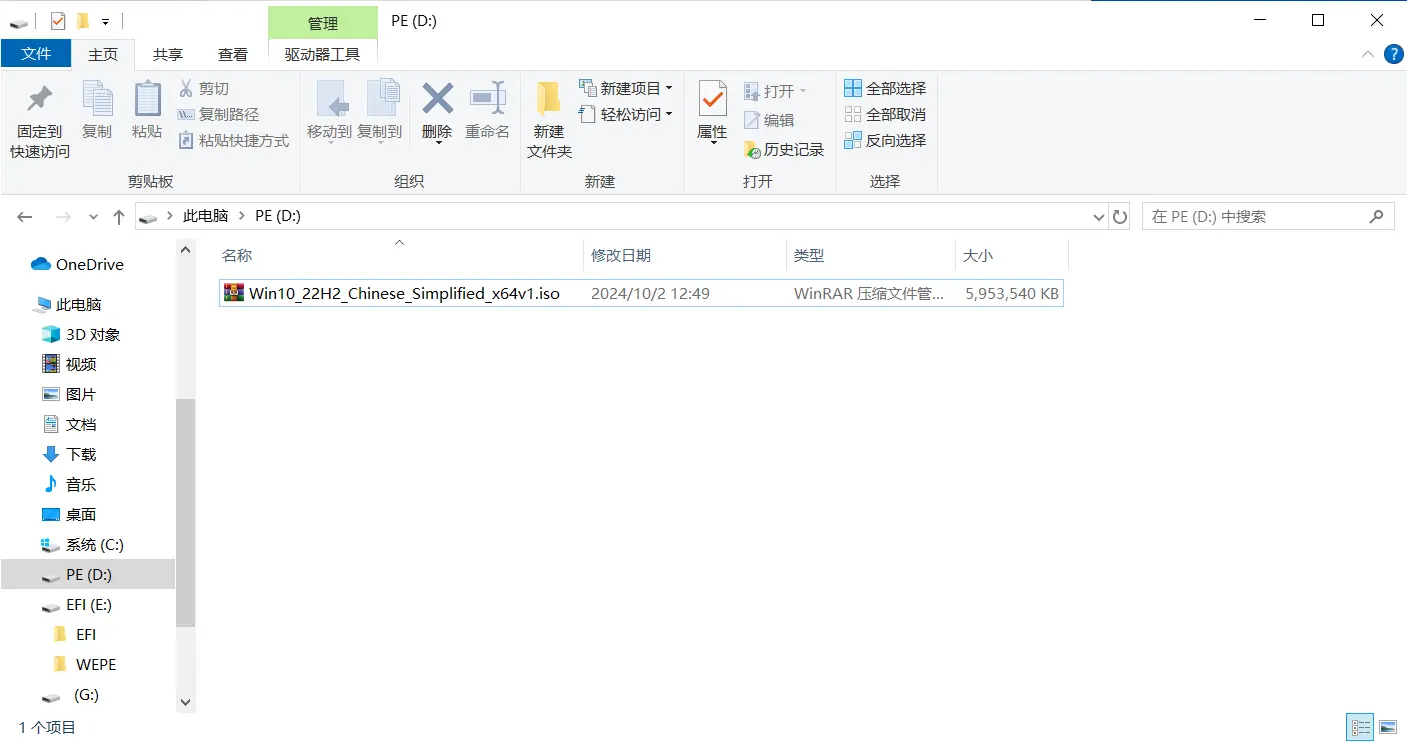 管理
PE (D:)
文件
主页
共享
查看
驱动器工具
固定到
快速访问
复制
粘贴
剪切
复制路径
粘贴快捷方式
剪贴板
移动到
复制到
删除
重命名
组织
新建
文件夹
新建项目
轻松访问
新建
属性
打开
编辑
历史记录
打开
全部选择
全部取消
反向选择
选择
此电脑 > PE (D:)
在 PE (D:) 中搜索
名称
修改日期
类型
大小
Win10_22H2_Chinese_Simplified_x64v1.iso
2024/10/2 12:49
WinRAR 压缩文件管...
5,953,540 KB
OneDrive
此电脑
3D 对象
视频
图片
文档
下载
音乐
桌面
系统 (C:)
PE (D:)
EFI (E:)
EFI
WEPE
(G:)
1 个项目